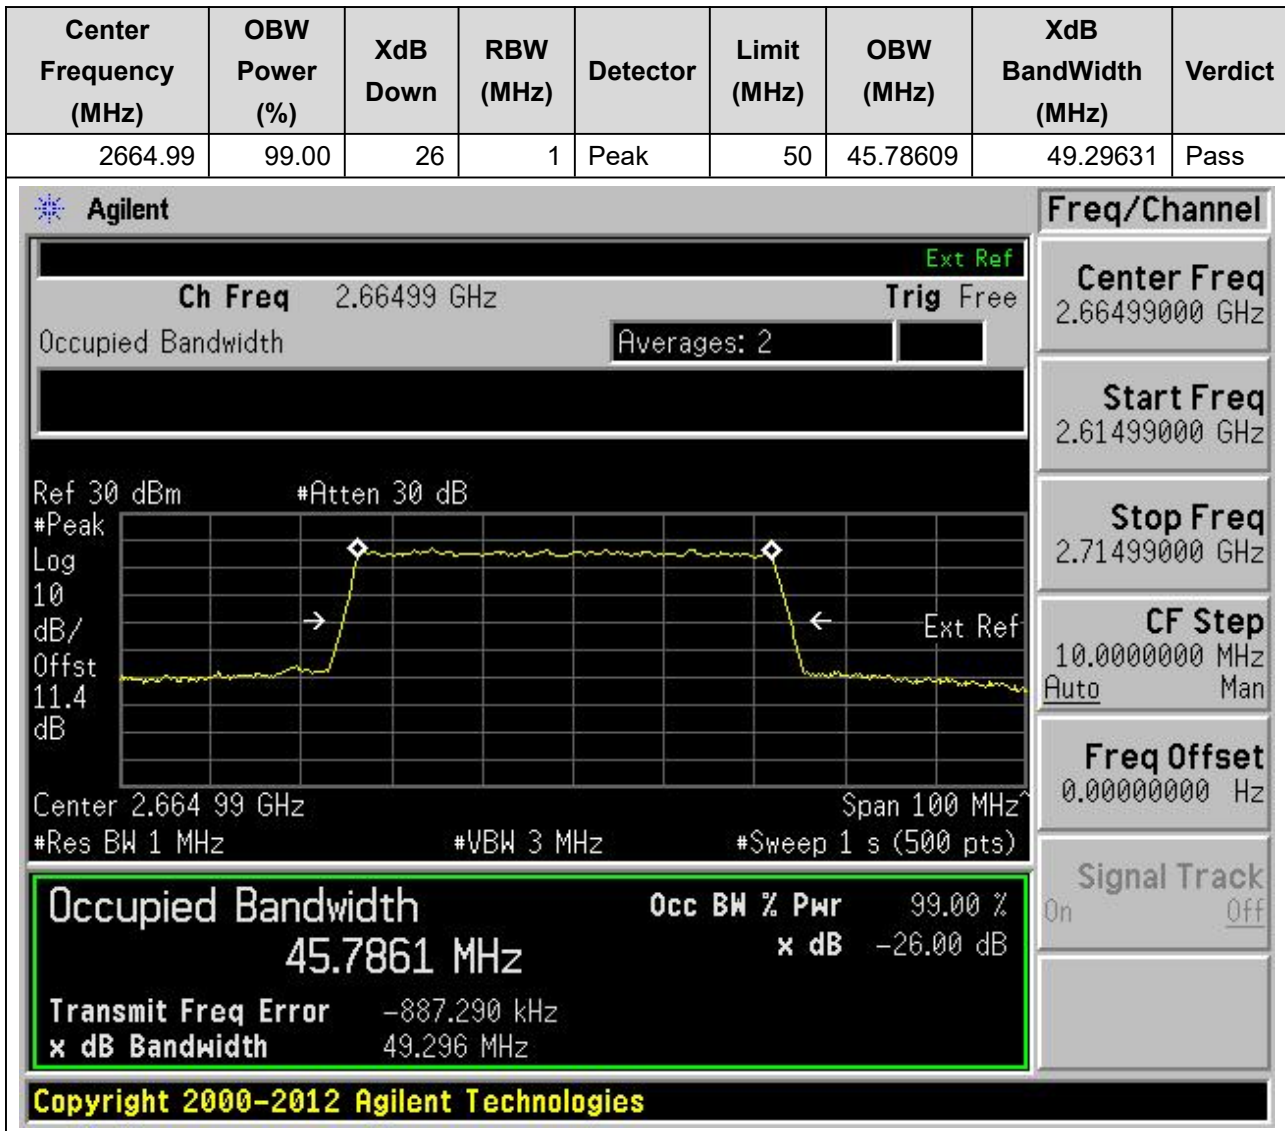 Center Frequency (MHz) OBW Power (%) XdB Down RBW (MHz) Detector Limit (MHz) OBW (MHz) XdB BandWidth (MHz) Verdict
2664.99 99.00 26 1 Peak 50 45.78609 49.29631 Pass
Agilent
Freq/Channel
Ext Ref
Ch Freq 2.66499 GHz Trig Free
Occupied Bandwidth Averages: 2
Ref 30 dBm #Atten 30 dB
#Peak
Log
10
dB/
Offst
11.4
dB
Ext Ref
Center 2.664 99 GHz Span 100 MHz^
#Res BW 1 MHz #VBW 3 MHz #Sweep 1 s (500 pts)
Occupied Bandwidth Occ BW % Pwr 99.00 %
45.7861 MHz x dB -26.00 dB
Transmit Freq Error -887.290 kHz
x dB Bandwidth 49.296 MHz
Center Freq
2.66499000 GHz
Start Freq
2.61499000 GHz
Stop Freq
2.71499000 GHz
CF Step
10.0000000 MHz
Auto Man
Freq Offset
0.00000000 Hz
Signal Track
On Off
Copyright 2000-2012 Agilent Technologies